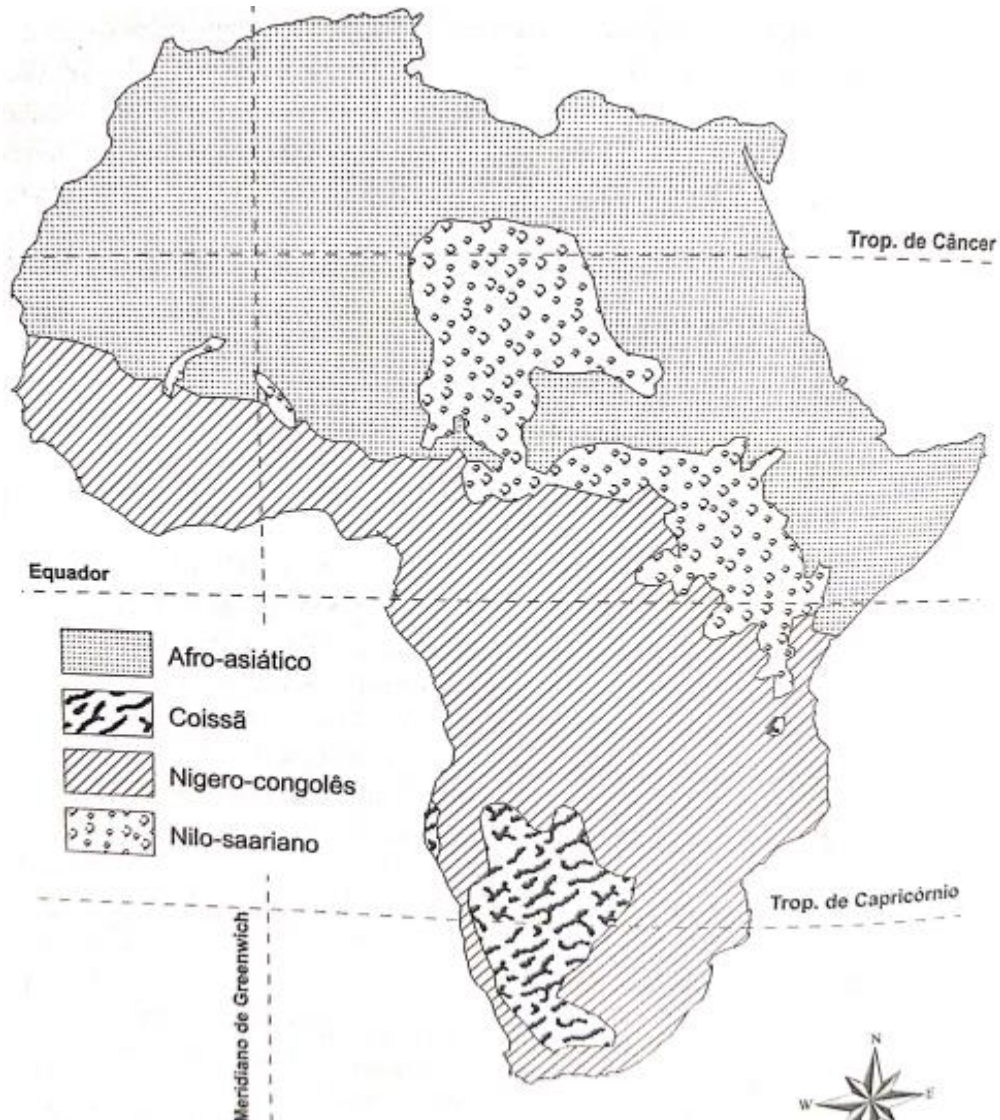 Trop. de Câncer
Equador
Afro-asiático
Coissã
Nigero-congolês
Nilo-saariano
Trop. de Capricórnio
Meridiano de Greenwich
N
W
E